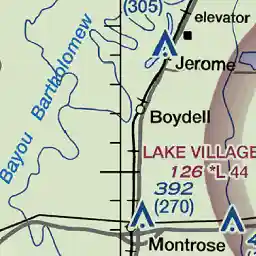 (305)
elevator
Jerome
Bayou Bartholomew
Boydell
LAKE VILLAGE
126 *L 44
392
(270)
Montrose